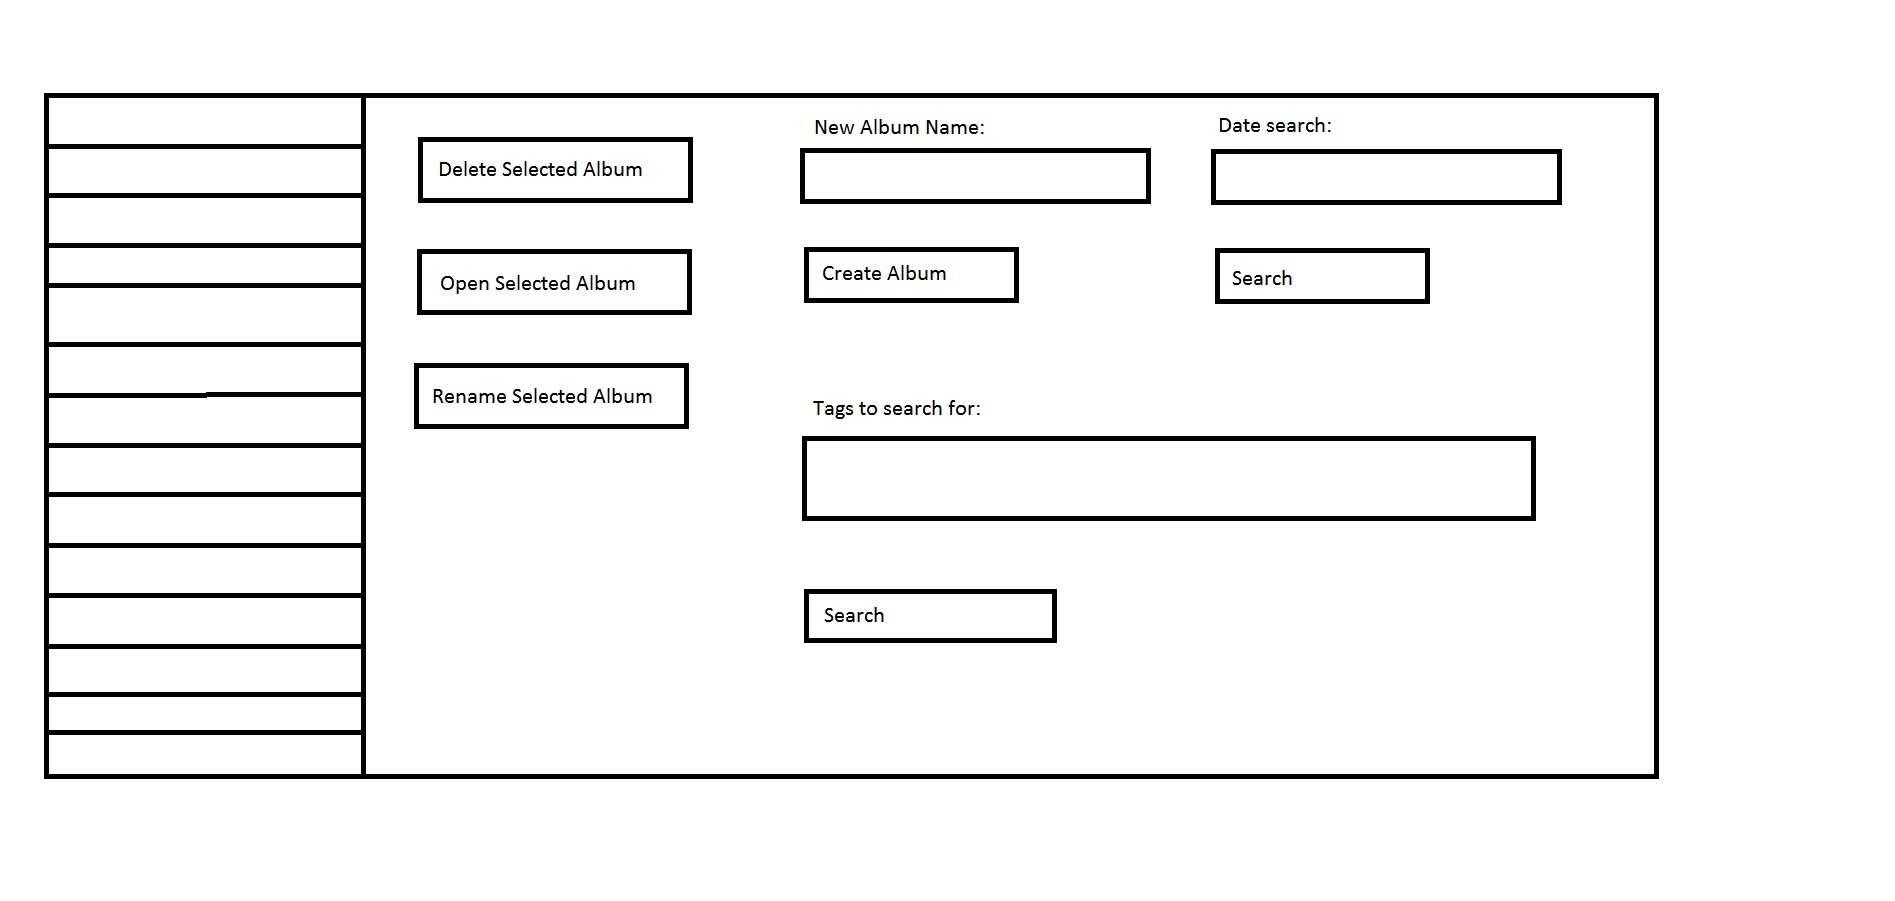 Delete Selected Album
Open Selected Album
Rename Selected Album
New Album Name:
Create Album
Date search:
Search
Tags to search for:
Search